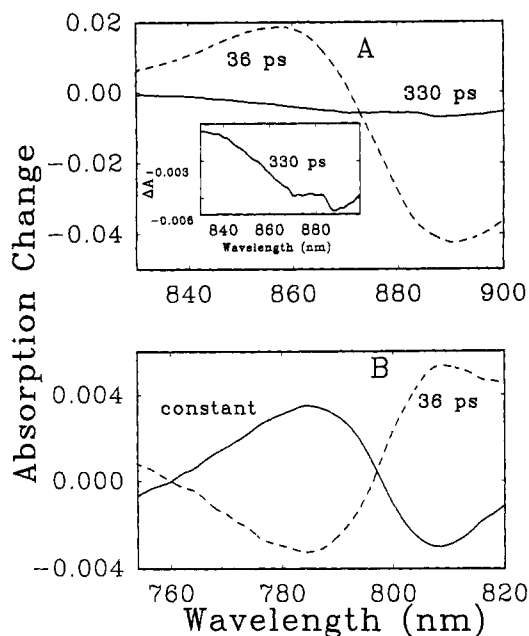 Absorption Change
0.02
0.00
-0.02
-0.04
A
36 ps
330 ps
ΔA
-0.003
-0.006
330 ps
840 860 880
Wavelength (nm)
840 860 880 900
B
0.004
0.000
-0.004
constant
36 ps
760 780 800 820
Wavelength (nm)